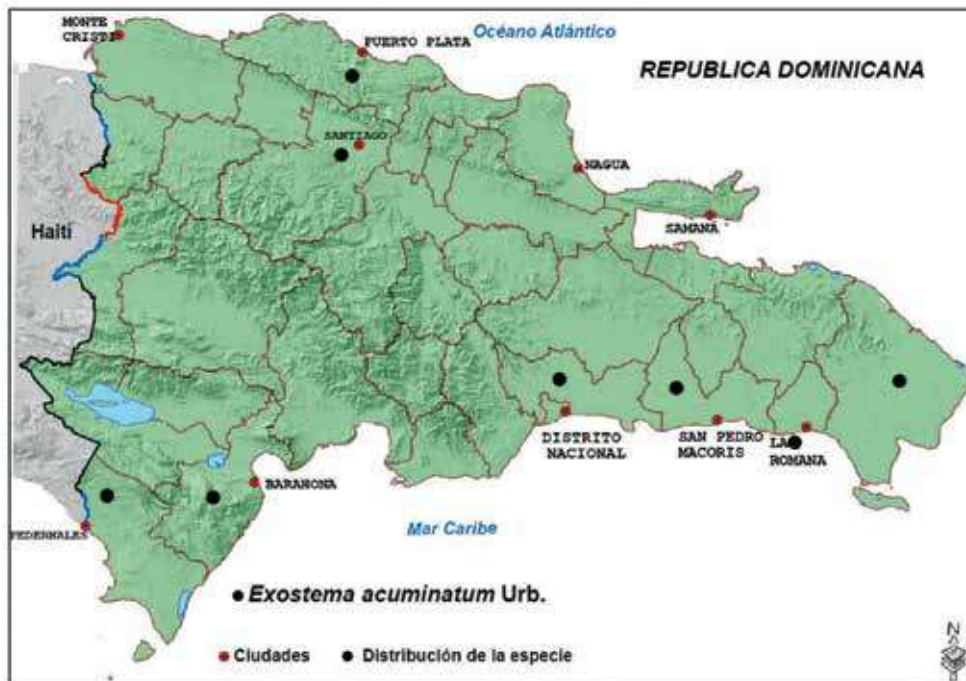 MONTE
CRISTI
PUERTO PLATA
Océano Atlántico
REPUBLICA DOMINICANA
SANTIAGO
NAGUA
SAMANA
Haití
DISTRITO
NACIONAL
SAN PEDRO
MACORIS
LA
ROMANA
BARAHONA
PEDERNALES
Mar Caribe
Exostema acuminatum Urb.
Ciudades
Distribución de la especie
N